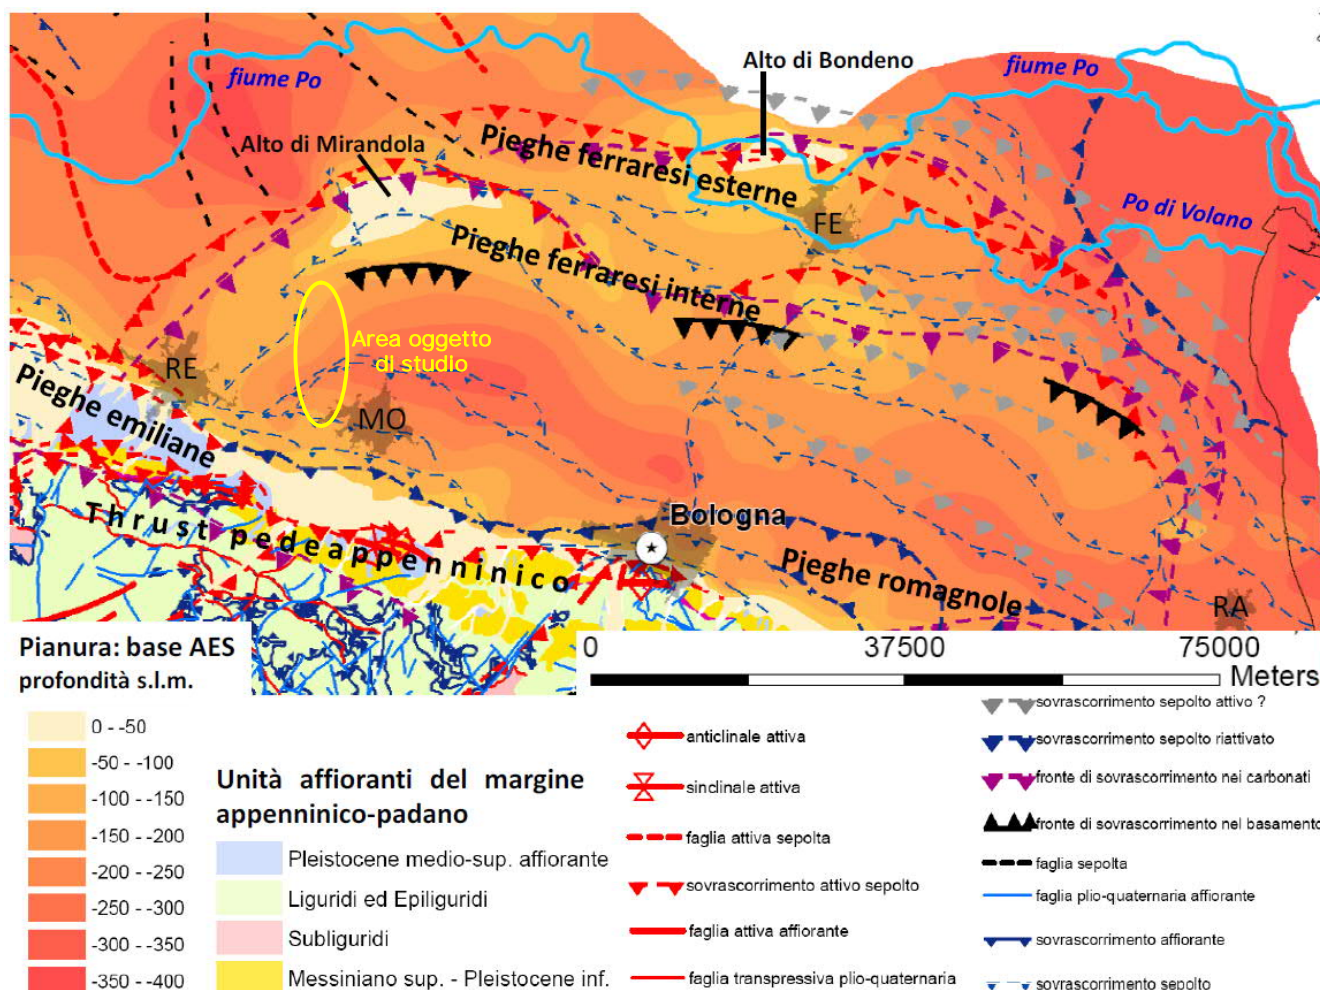 fiume Po
Alto di Bondeno
fiume Po
Alto di Mirandola
Pieghe ferraresi esterne
Po di Volano
FE
Pieghe ferraresi interne
Area oggetto
di studio
RE
MO
Pieghe emiliane
Bologna
Thrust pedeappenninico
Pieghe romagnole
RA
Pianura: base AES
profondità s.l.m.
0 37500 75000
Meters
0 - -50
-50 - -100
-100 - -150
-150 - -200
-200 - -250
-250 - -300
-300 - -350
-350 - -400
Unità affioranti del margine
appenninico-padano
Pleistocene medio-sup. affiorante
Liguridi ed Epiliguridi
Subliguridi
Messiniano sup. - Pleistocene inf.
anticlinale attiva
sinclinale attiva
faglia attiva sepolta
sovrascorrimento attivo sepolto
faglia attiva affiorante
faglia transpressiva plio-quaternaria
sovrascorrimento sepolto attivo ?
sovrascorrimento sepolto riattivato
fronte di sovrascorrimento nei carbonati
fronte di sovrascorrimento nel basamento
faglia sepolta
faglia plio-quaternaria affiorante
sovrascorrimento affiorante
sovrascorrimento sepolto